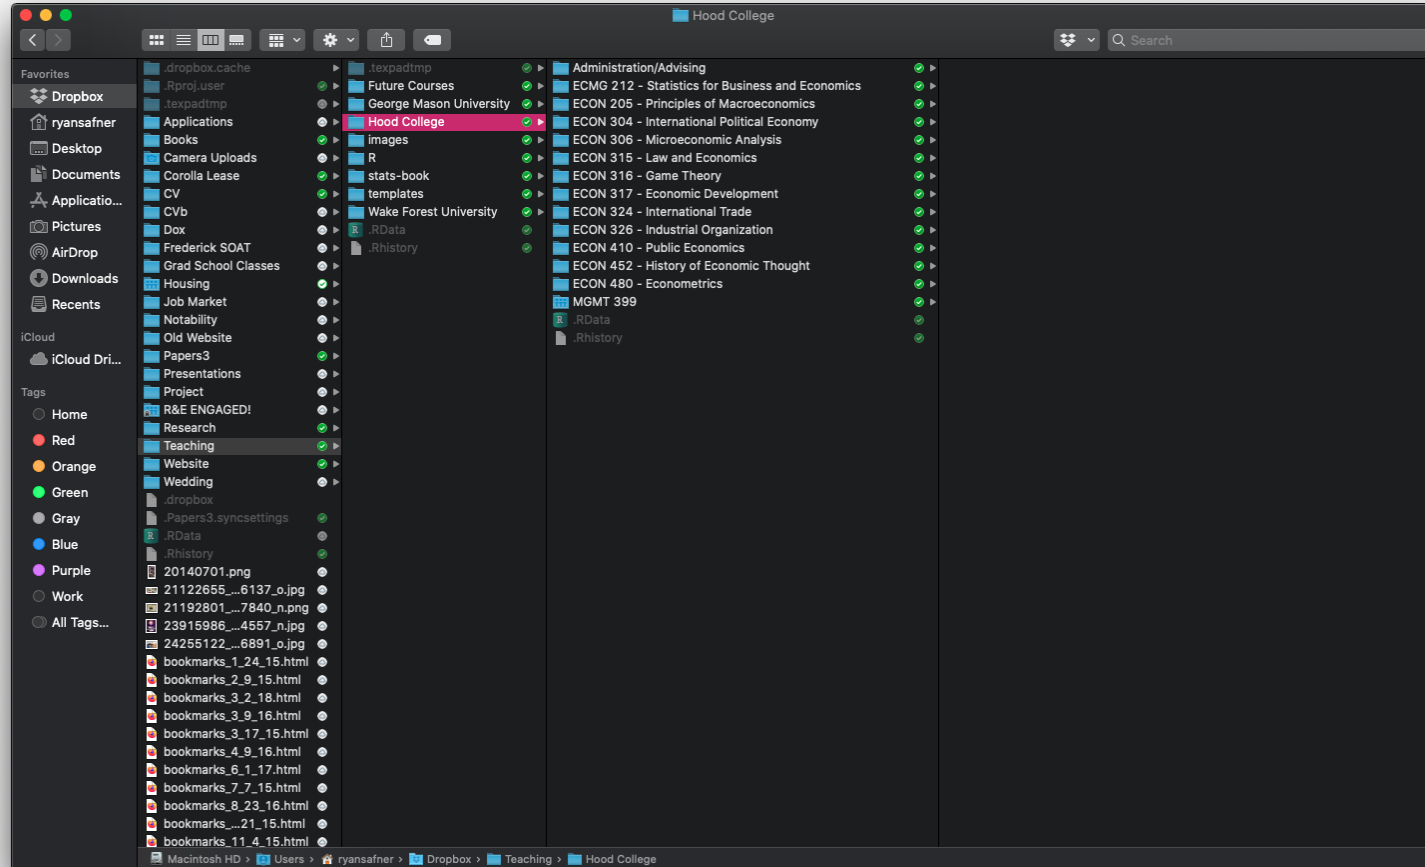 Hood College
Search
Favorites
Dropbox
ryansafner
Desktop
Documents
Applicatio...
Pictures
AirDrop
Downloads
Recents
iCloud
iCloud Dri...
Tags
Home
Red
Orange
Green
Gray
Blue
Purple
Work
All Tags...
.dropbox.cache
.Rproj.user
.texpadtmp
Applications
Books
Camera Uploads
Corolla Lease
CV
CVb
Dox
Frederick SOAT
Grad School Classes
Housing
Job Market
Notability
Old Website
Papers3
Presentations
Project
R&E ENGAGED!
Research
Teaching
Website
Wedding
.dropbox
.Papers3.syncsettings
.RData
.Rhistory
20140701.png
21122655_...6137_o.jpg
21192801_...7840_n.png
23915986_...4557_n.jpg
24255122_...6891_o.jpg
bookmarks_1_24_15.html
bookmarks_2_9_15.html
bookmarks_3_2_18.html
bookmarks_3_9_16.html
bookmarks_3_17_15.html
bookmarks_4_9_16.html
bookmarks_6_1_17.html
bookmarks_7_7_15.html
bookmarks_8_23_16.html
bookmarks_...21_15.html
bookmarks_11_4_15.html
.texpadtmp
Future Courses
George Mason University
Hood College
images
R
stats-book
templates
Wake Forest University
.RData
.Rhistory
Administration/Advising
ECMG 212 - Statistics for Business and Economics
ECON 205 - Principles of Macroeconomics
ECON 304 - International Political Economy
ECON 306 - Microeconomic Analysis
ECON 315 - Law and Economics
ECON 316 - Game Theory
ECON 317 - Economic Development
ECON 324 - International Trade
ECON 326 - Industrial Organization
ECON 410 - Public Economics
ECON 452 - History of Economic Thought
ECON 480 - Econometrics
MGMT 399
.RData
.Rhistory
Macintosh HD › Users › ryansafner › Dropbox › Teaching › Hood College